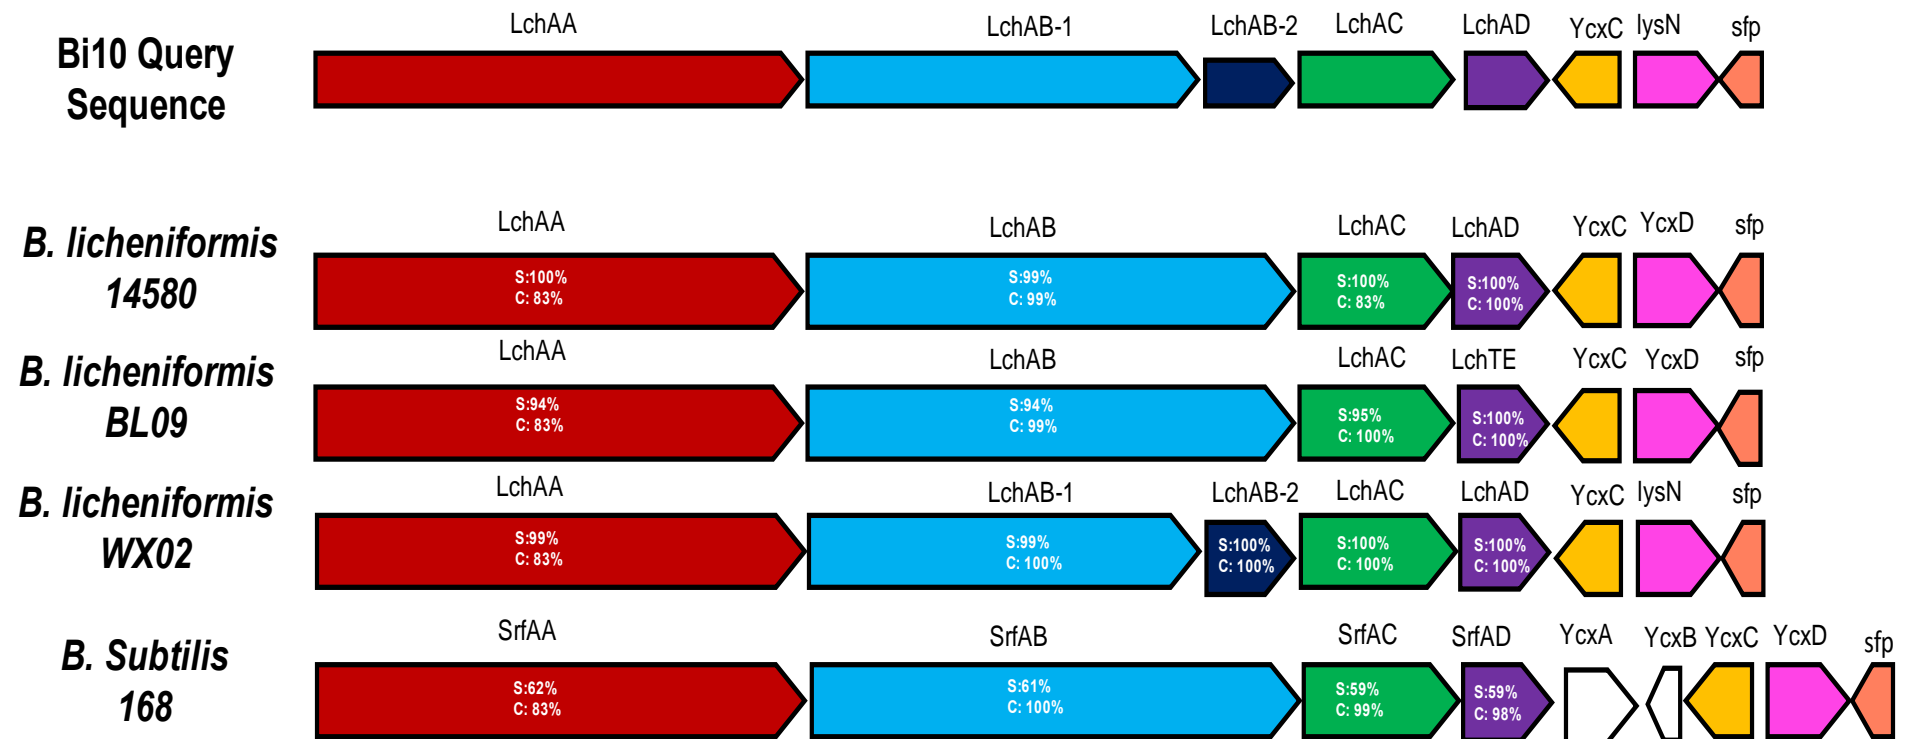 LchAA LchAB-1 LchAB-2 LchAC LchAD YcxC lysN sfp
Bi10 Query
Sequence
LchAA LchAB LchAC LchAD YcxC YcxD sfp
B. licheniformis
14580
S:100% S:99% S:100% S:100%
C: 83% C: 99% C: 83% C: 100%
LchAA LchAB LchAC LchTE YcxC YcxD sfp
B. licheniformis
BL09
S:94% S:94% S:95% S:100%
C: 83% C: 99% C: 100% C: 100%
LchAA LchAB-1 LchAB-2 LchAC LchAD YcxC lysN sfp
B. licheniformis
WX02
S:99% S:99% S:100% S:100% S:100%
C: 83% C: 100% C: 100% C: 100% C: 100%
SrfAA SrfAB SrfAC SrfAD YcxA YcxB YcxC YcxD sfp
B. Subtilis
168
S:62% S:61% S:59% S:59%
C: 83% C: 100% C: 99% C: 98%